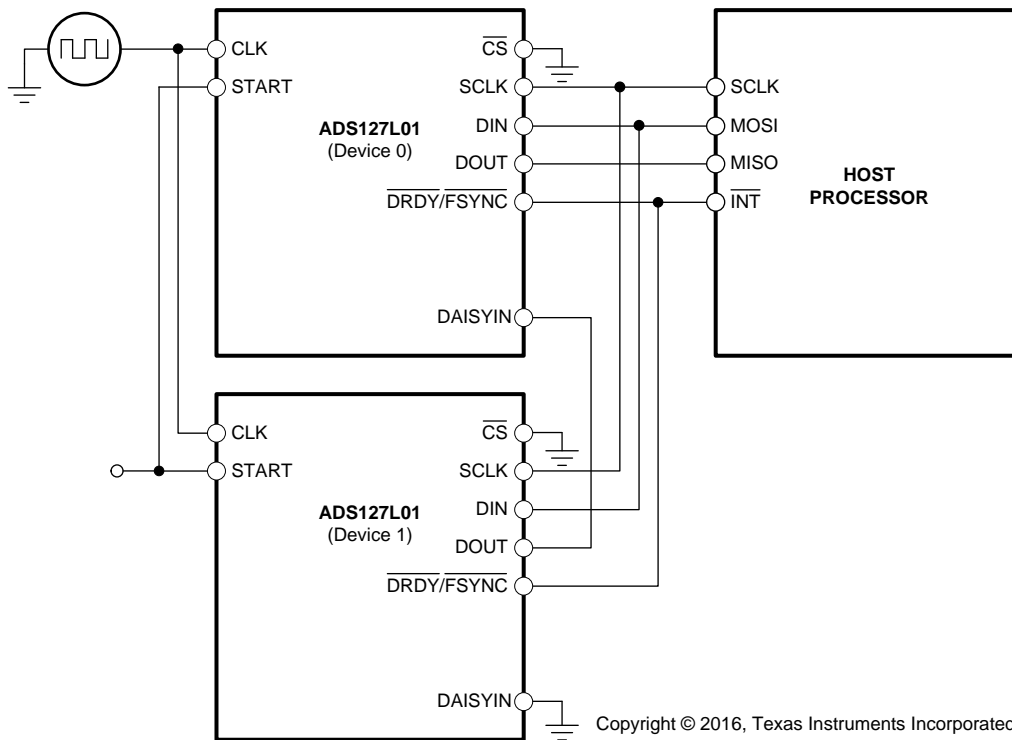 CLK
START
ADS127L01
(Device 0)
CS
SCLK
DIN
DOUT
DRDY/FSYNC
DAISYIN
SCLK
MOSI
MISO
INT
HOST
PROCESSOR
CLK
START
ADS127L01
(Device 1)
CS
SCLK
DIN
DOUT
DRDY/FSYNC
DAISYIN
Copyright © 2016, Texas Instruments Incorporated